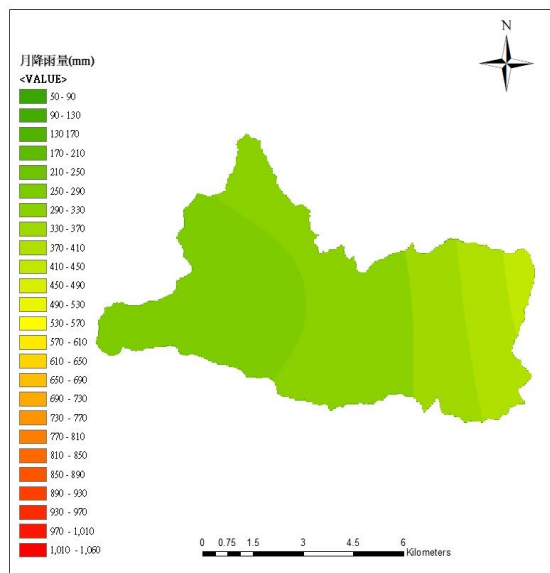 N
月降雨量(mm)
<VALUE>
50 - 90
90 - 130
130 170
170 - 210
210 - 250
250 - 290
290 - 330
330 - 370
370 - 410
410 - 450
450 - 490
490 - 530
530 - 570
570 - 610
610 - 650
650 - 690
690 - 730
730 - 770
770 - 810
810 - 850
850 - 890
890 - 930
930 - 970
970 - 1,010
1,010 - 1,060
0 0.75 1.5 3 4.5 6
Kilometers